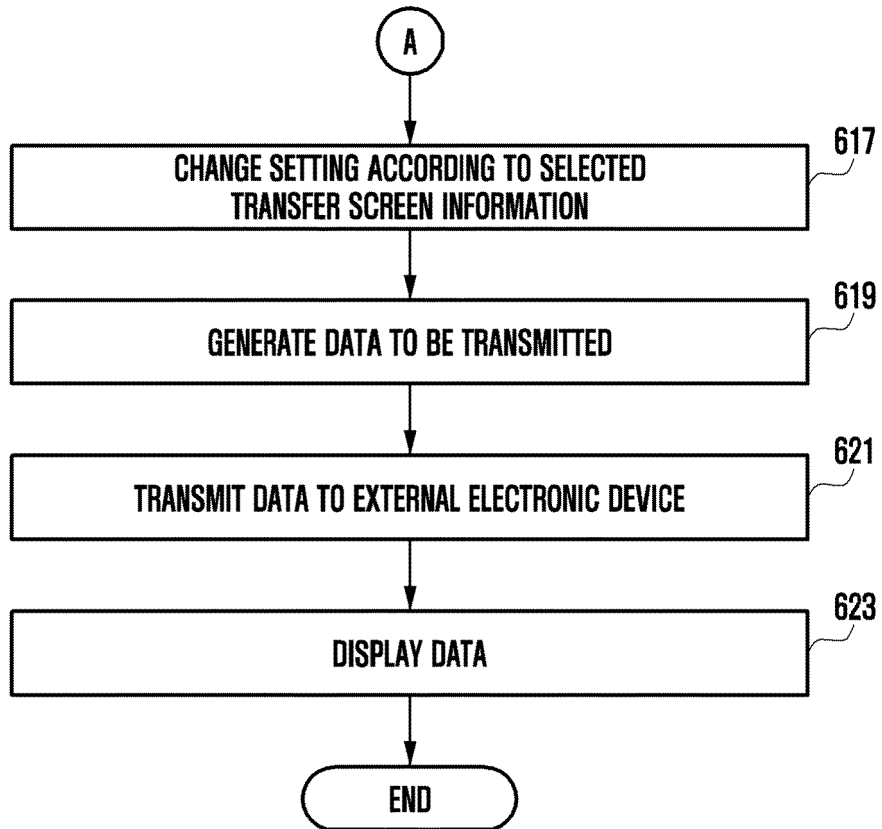 A
617
CHANGE SETTING ACCORDING TO SELECTED
TRANSFER SCREEN INFORMATION
619
GENERATE DATA TO BE TRANSMITTED
621
TRANSMIT DATA TO EXTERNAL ELECTRONIC DEVICE
623
DISPLAY DATA
END